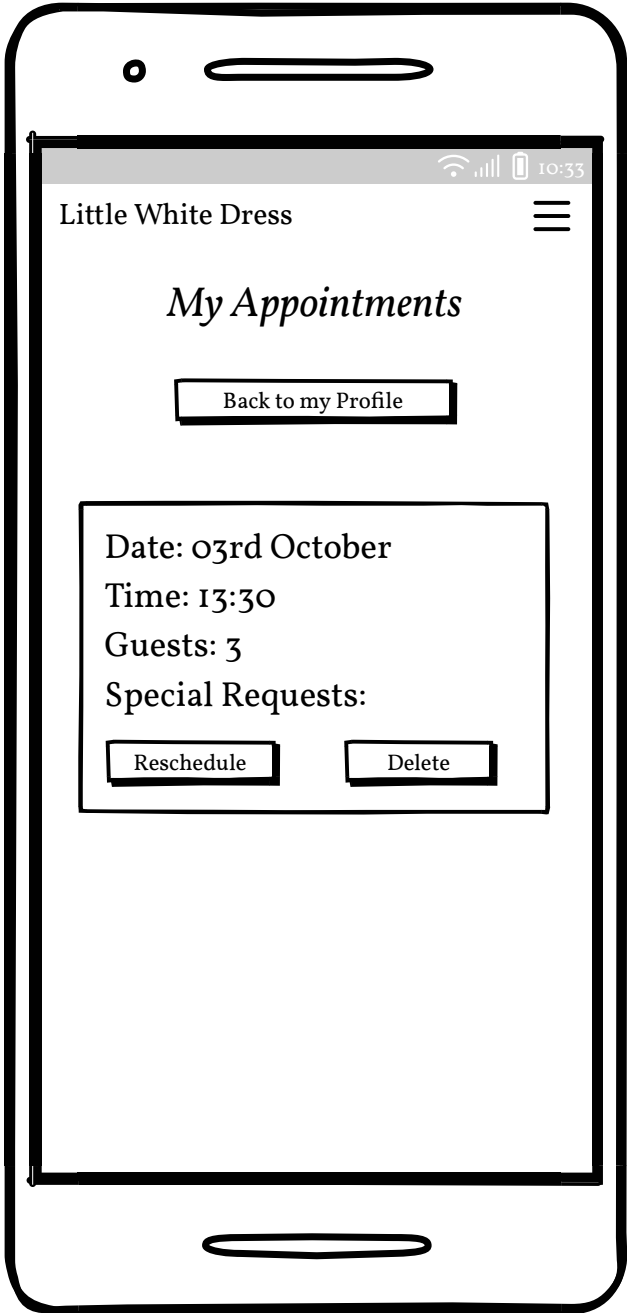 10:33
Little White Dress
My Appointments
Back to my Profile
Date: 03rd October
Time: 13:30
Guests: 3
Special Requests:
Reschedule
Delete